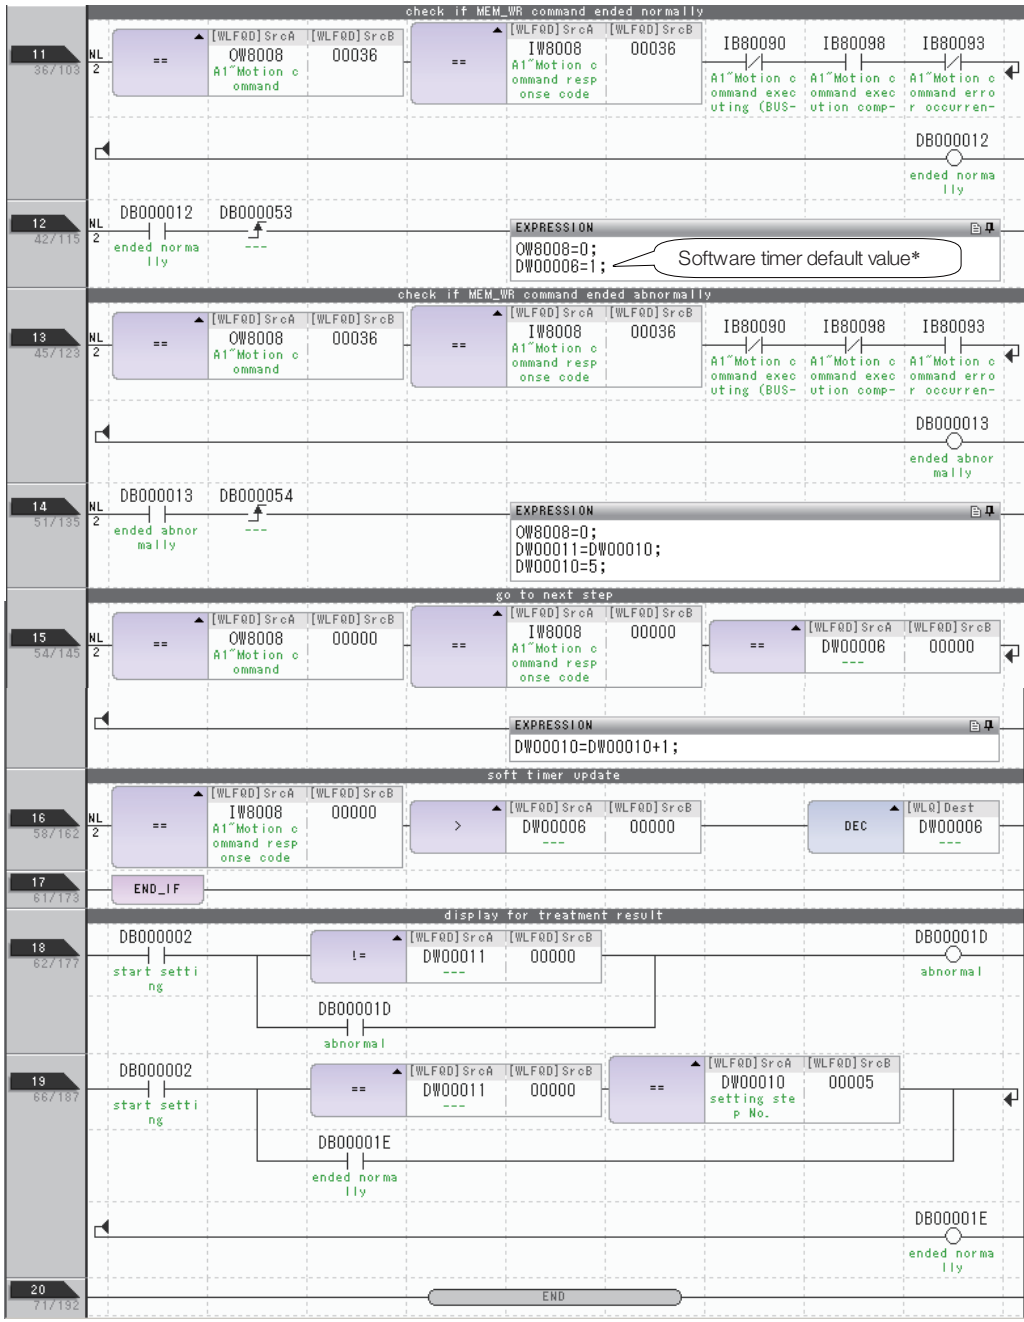 check if MEM_WR command ended normally
11
36/103
NL
2
==
[WLFQD]SrcA
[WLFQD]SrcB
OW8008
00036
A1~Motion c
ommand
==
[WLFQD]SrcA
[WLFQD]SrcB
IW8008
00036
A1~Motion c
ommand resp
onse code
IB80090
IB80098
IB80093
A1~Motion c
ommand exec
uting (BUS-
A1~Motion c
ommand exec
ution comp-
A1~Motion c
ommand erro
r occurren-
DB000012
ended norma
lly
12
42/115
NL
2
DB000012
DB000053
ended norma
lly
---
EXPRESSION
OW8008=0;
DW00006=1;
Software timer default value*
check if MEM_WR command ended abnormally
13
45/123
NL
2
==
[WLFQD]SrcA
[WLFQD]SrcB
OW8008
00036
A1~Motion c
ommand
==
[WLFQD]SrcA
[WLFQD]SrcB
IW8008
00036
A1~Motion c
ommand resp
onse code
IB80090
IB80098
IB80093
A1~Motion c
ommand exec
uting (BUS-
A1~Motion c
ommand exec
ution comp-
A1~Motion c
ommand erro
r occurren-
DB000013
ended abnor
mally
14
51/135
NL
2
DB000013
DB000054
ended abnor
mally
---
EXPRESSION
OW8008=0;
DW00011=DW00010;
DW00010=5;
go to next step
15
54/145
NL
2
==
[WLFQD]SrcA
[WLFQD]SrcB
OW8008
00000
A1~Motion c
ommand
==
[WLFQD]SrcA
[WLFQD]SrcB
IW8008
00000
A1~Motion c
ommand resp
onse code
==
[WLFQD]SrcA
[WLFQD]SrcB
DW00006
00000
---
EXPRESSION
DW00010=DW00010+1;
soft timer update
16
58/162
NL
2
==
[WLFQD]SrcA
[WLFQD]SrcB
IW8008
00000
A1~Motion c
ommand resp
onse code
>
[WLFQD]SrcA
[WLFQD]SrcB
DW00006
00000
---
DEC
[WLQ]Dest
DW00006
---
17
61/173
END_IF
display for treatment result
18
62/177
DB000002
start setti
ng
!=
[WLFQD]SrcA
[WLFQD]SrcB
DW00011
00000
---
DB00001D
abnormal
DB00001D
abnormal
19
66/187
DB000002
start setti
ng
==
[WLFQD]SrcA
[WLFQD]SrcB
DW00011
00000
---
==
[WLFQD]SrcA
[WLFQD]SrcB
DW00010
00005
setting ste
p No.
DB00001E
ended norma
lly
DB00001E
ended norma
lly
20
71/192
END